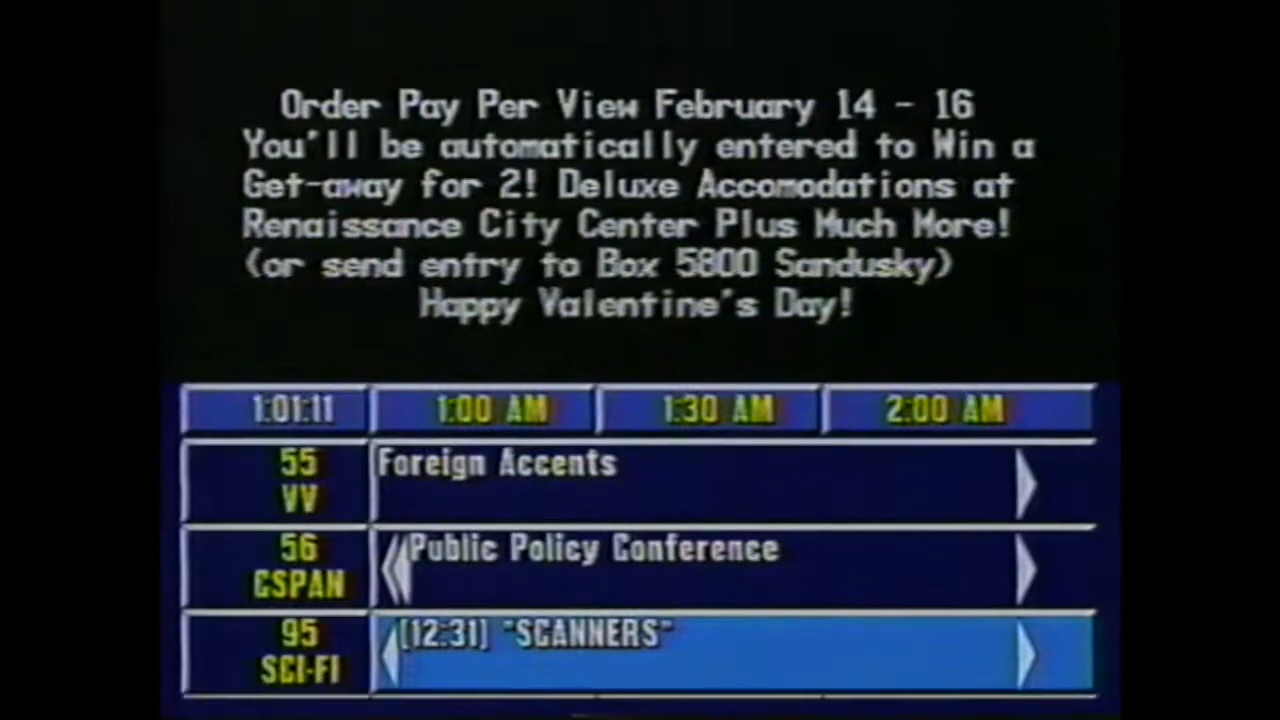 Order Pay Per View February 14 - 16
You'll be automatically entered to Win a
Get-away for 2! Deluxe Accomodations at
Renaissance City Center Plus Much More!
(or send entry to Box 5800 Sandusky)
Happy Valentine's Day!
1:01:11 1:00 AM 1:30 AM 2:00 AM
55 Foreign Accents
VV
56 Public Policy Conference
CSPAN
95 [12:31] "SCANNERS"
SCI-FI